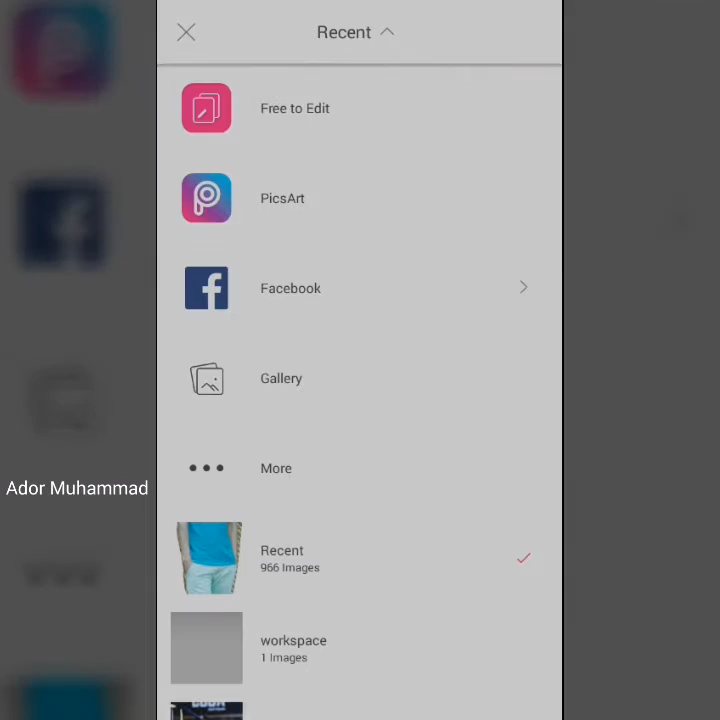 Recent
Free to Edit
PicsArt
Facebook
Gallery
More
Ador Muhammad
Recent
966 Images
workspace
1 Images